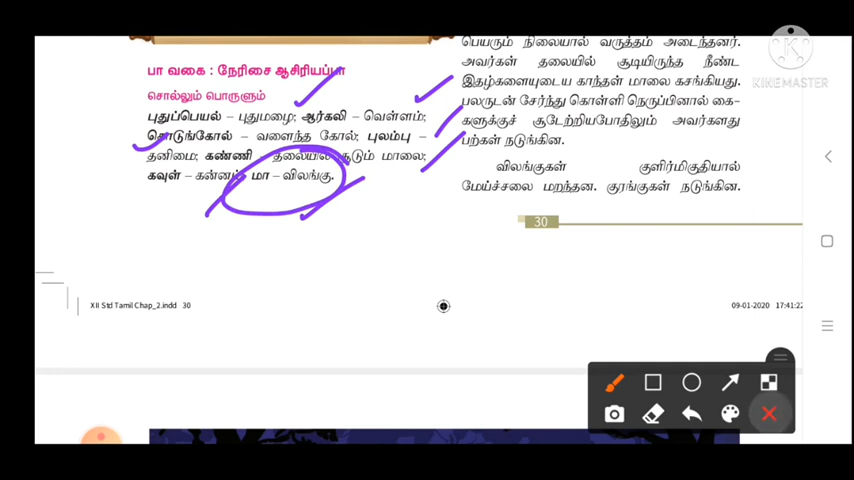 பா வகை : நேரிசை ஆசிரியப்பா
சொல்லும் பொருளும்
புதுப்பெயல் – புதுமழை; ஆர்கலி – வெள்ளம்;
கொடுங்கோல் – வளைந்த கோல்; புலம்பு –
தனிமை; கண்ணி – தலையில் சூடும் மாலை;
கவுள் – கன்னம்; மா – விலங்கு.
பெயரும் நிலையால் வருத்தம் அடைந்தனர்.
அவர்கள் தலையில் சூடியிருந்த நீண்ட
இதழ்களையுடைய காந்தள் மாலை கசங்கியது.
பலருடன் சேர்ந்து கொள்ளி நெருப்பினால் கை-
களுக்குச் சூடேற்றியபோதிலும் அவர்களது
பற்கள் நடுங்கின.
விலங்குகள் குளிர்மிகுதியால்
மேய்ச்சலை மறந்தன. குரங்குகள் நடுங்கின.
30
XII Std Tamil Chap_2.indd 30
09-01-2020 17:41:22
K
KINEMASTER